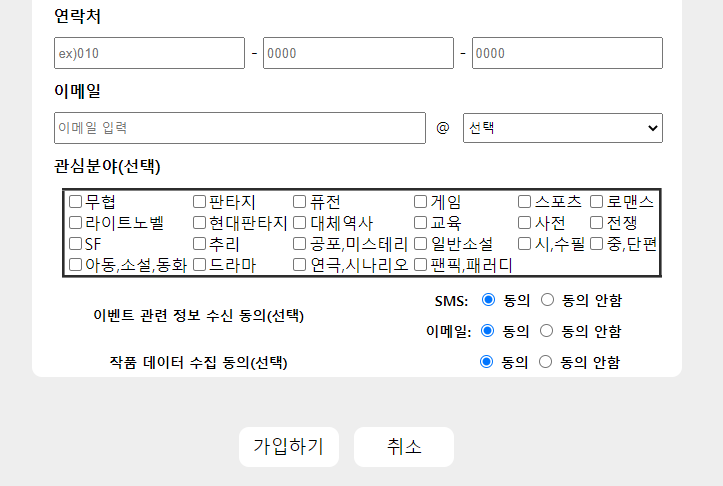 연락처
ex)010 - 0000 - 0000
이메일
이메일 입력 @ 선택
관심분야(선택)
무협 판타지 퓨전 게임 스포츠 로맨스
라이트노벨 현대판타지 대체역사 교육 사전 전쟁
SF 추리 공포,미스테리 일반소설 시,수필 중,단편
아동,소설,동화 드라마 연극,시나리오 팬픽,패러디
이벤트 관련 정보 수신 동의(선택)
SMS: 동의 동의 안함
이메일: 동의 동의 안함
작품 데이터 수집 동의(선택) 동의 동의 안함
가입하기 취소